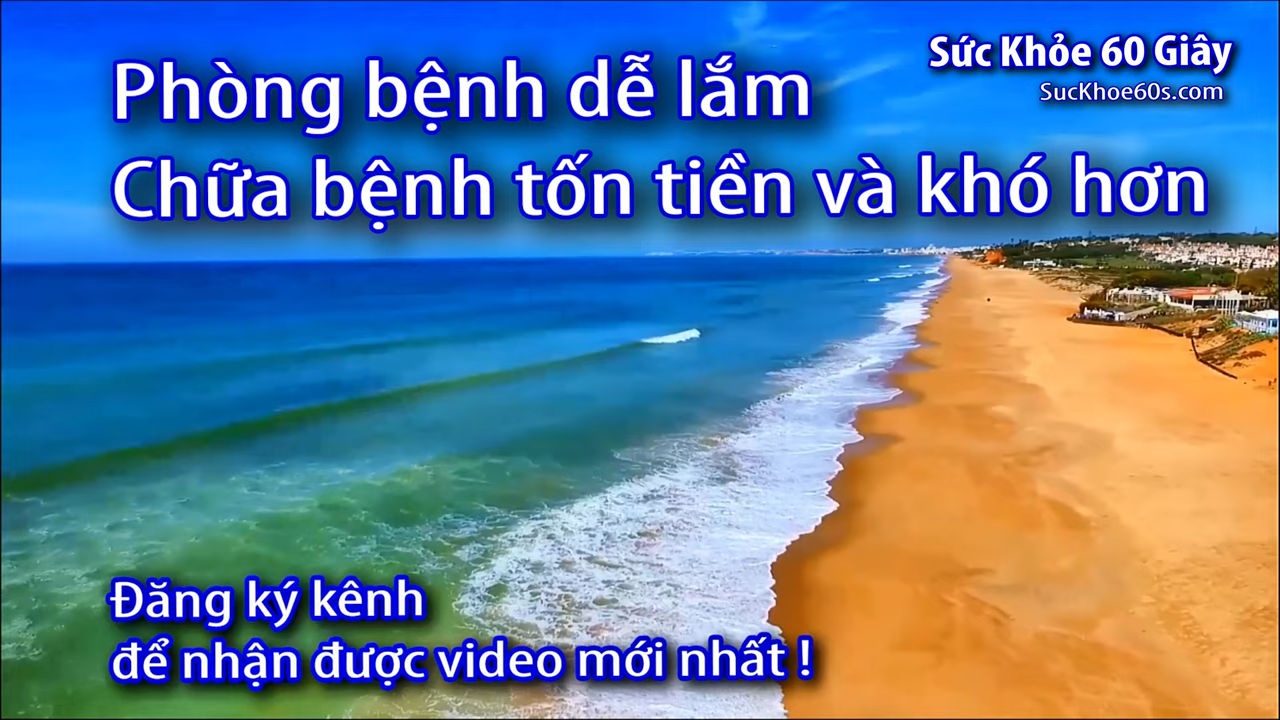 Sức Khỏe 60 Giây
SucKhoe60s.com
Phòng bệnh dễ lắm
Chữa bệnh tốn tiền và khó hơn
Đăng ký kênh
để nhận được video mới nhất !